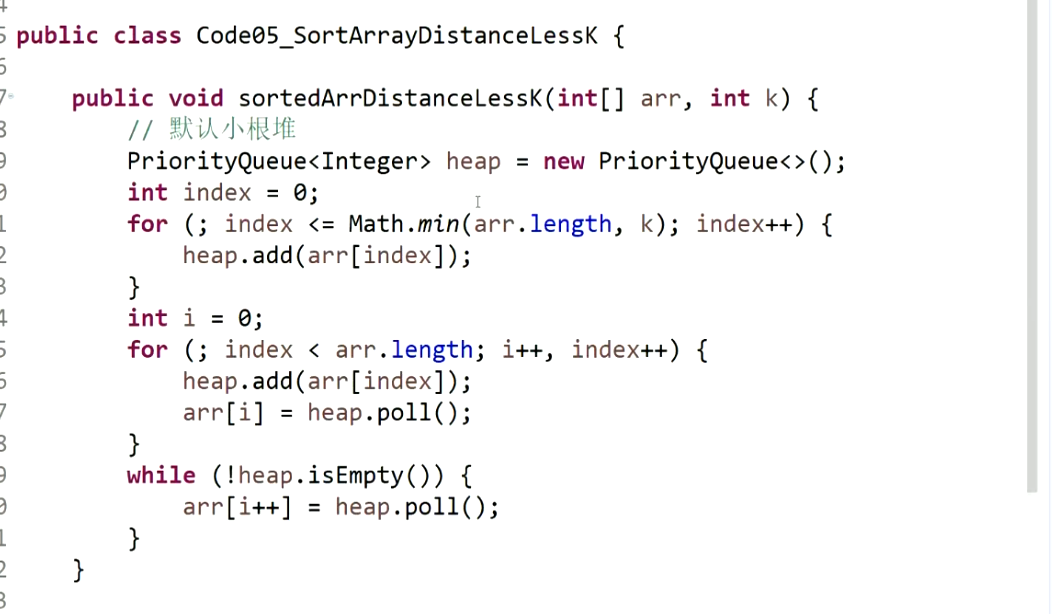 public class Code05_SortArrayDistanceLessK {
public void sortedArrDistanceLessK(int[] arr, int k) {
// 默认小根堆
PriorityQueue<Integer> heap = new PriorityQueue<>();
int index = 0;
for (; index <= Math.min(arr.length, k); index++) {
heap.add(arr[index]);
}
int i = 0;
for (; index < arr.length; i++, index++) {
heap.add(arr[index]);
arr[i] = heap.poll();
}
while (!heap.isEmpty()) {
arr[i++] = heap.poll();
}
}